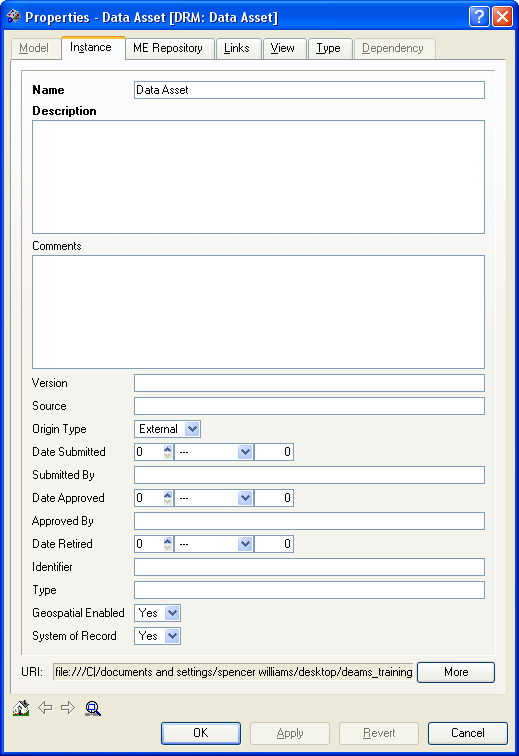 Properties - Data Asset [DRM: Data Asset]
Model Instance ME Repository Links View Type Dependency
Name Data Asset
Description
Comments
Version
Source
Origin Type External
Date Submitted 0 --- 0
Submitted By
Date Approved 0 --- 0
Approved By
Date Retired 0 --- 0
Identifier
Type
Geospatial Enabled Yes
System of Record Yes
URI: file:///C|/documents and settings/spencer williams/desktop/deams_training More
OK Apply Revert Cancel